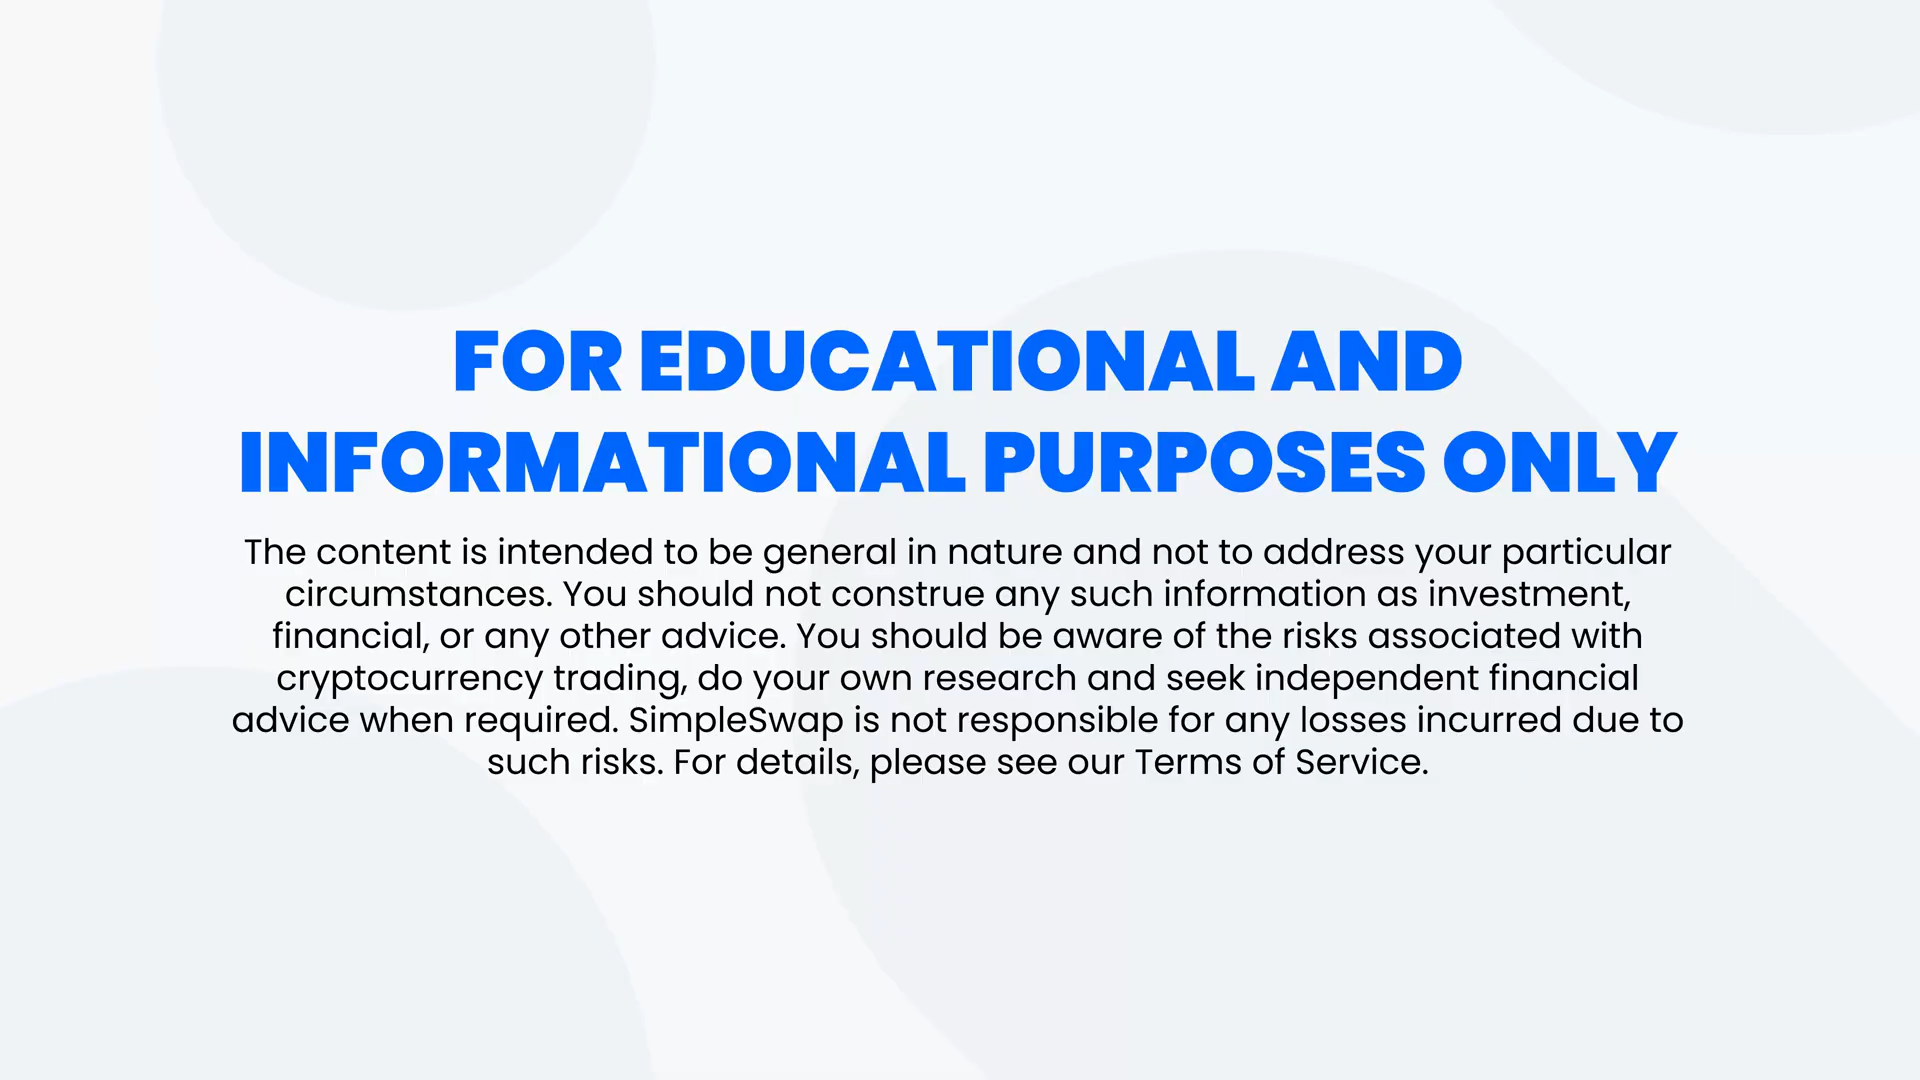 FOR EDUCATIONAL AND
INFORMATIONAL PURPOSES ONLY
The content is intended to be general in nature and not to address your particular
circumstances. You should not construe any such information as investment,
financial, or any other advice. You should be aware of the risks associated with
cryptocurrency trading, do your own research and seek independent financial
advice when required. SimpleSwap is not responsible for any losses incurred due to
such risks. For details, please see our Terms of Service.